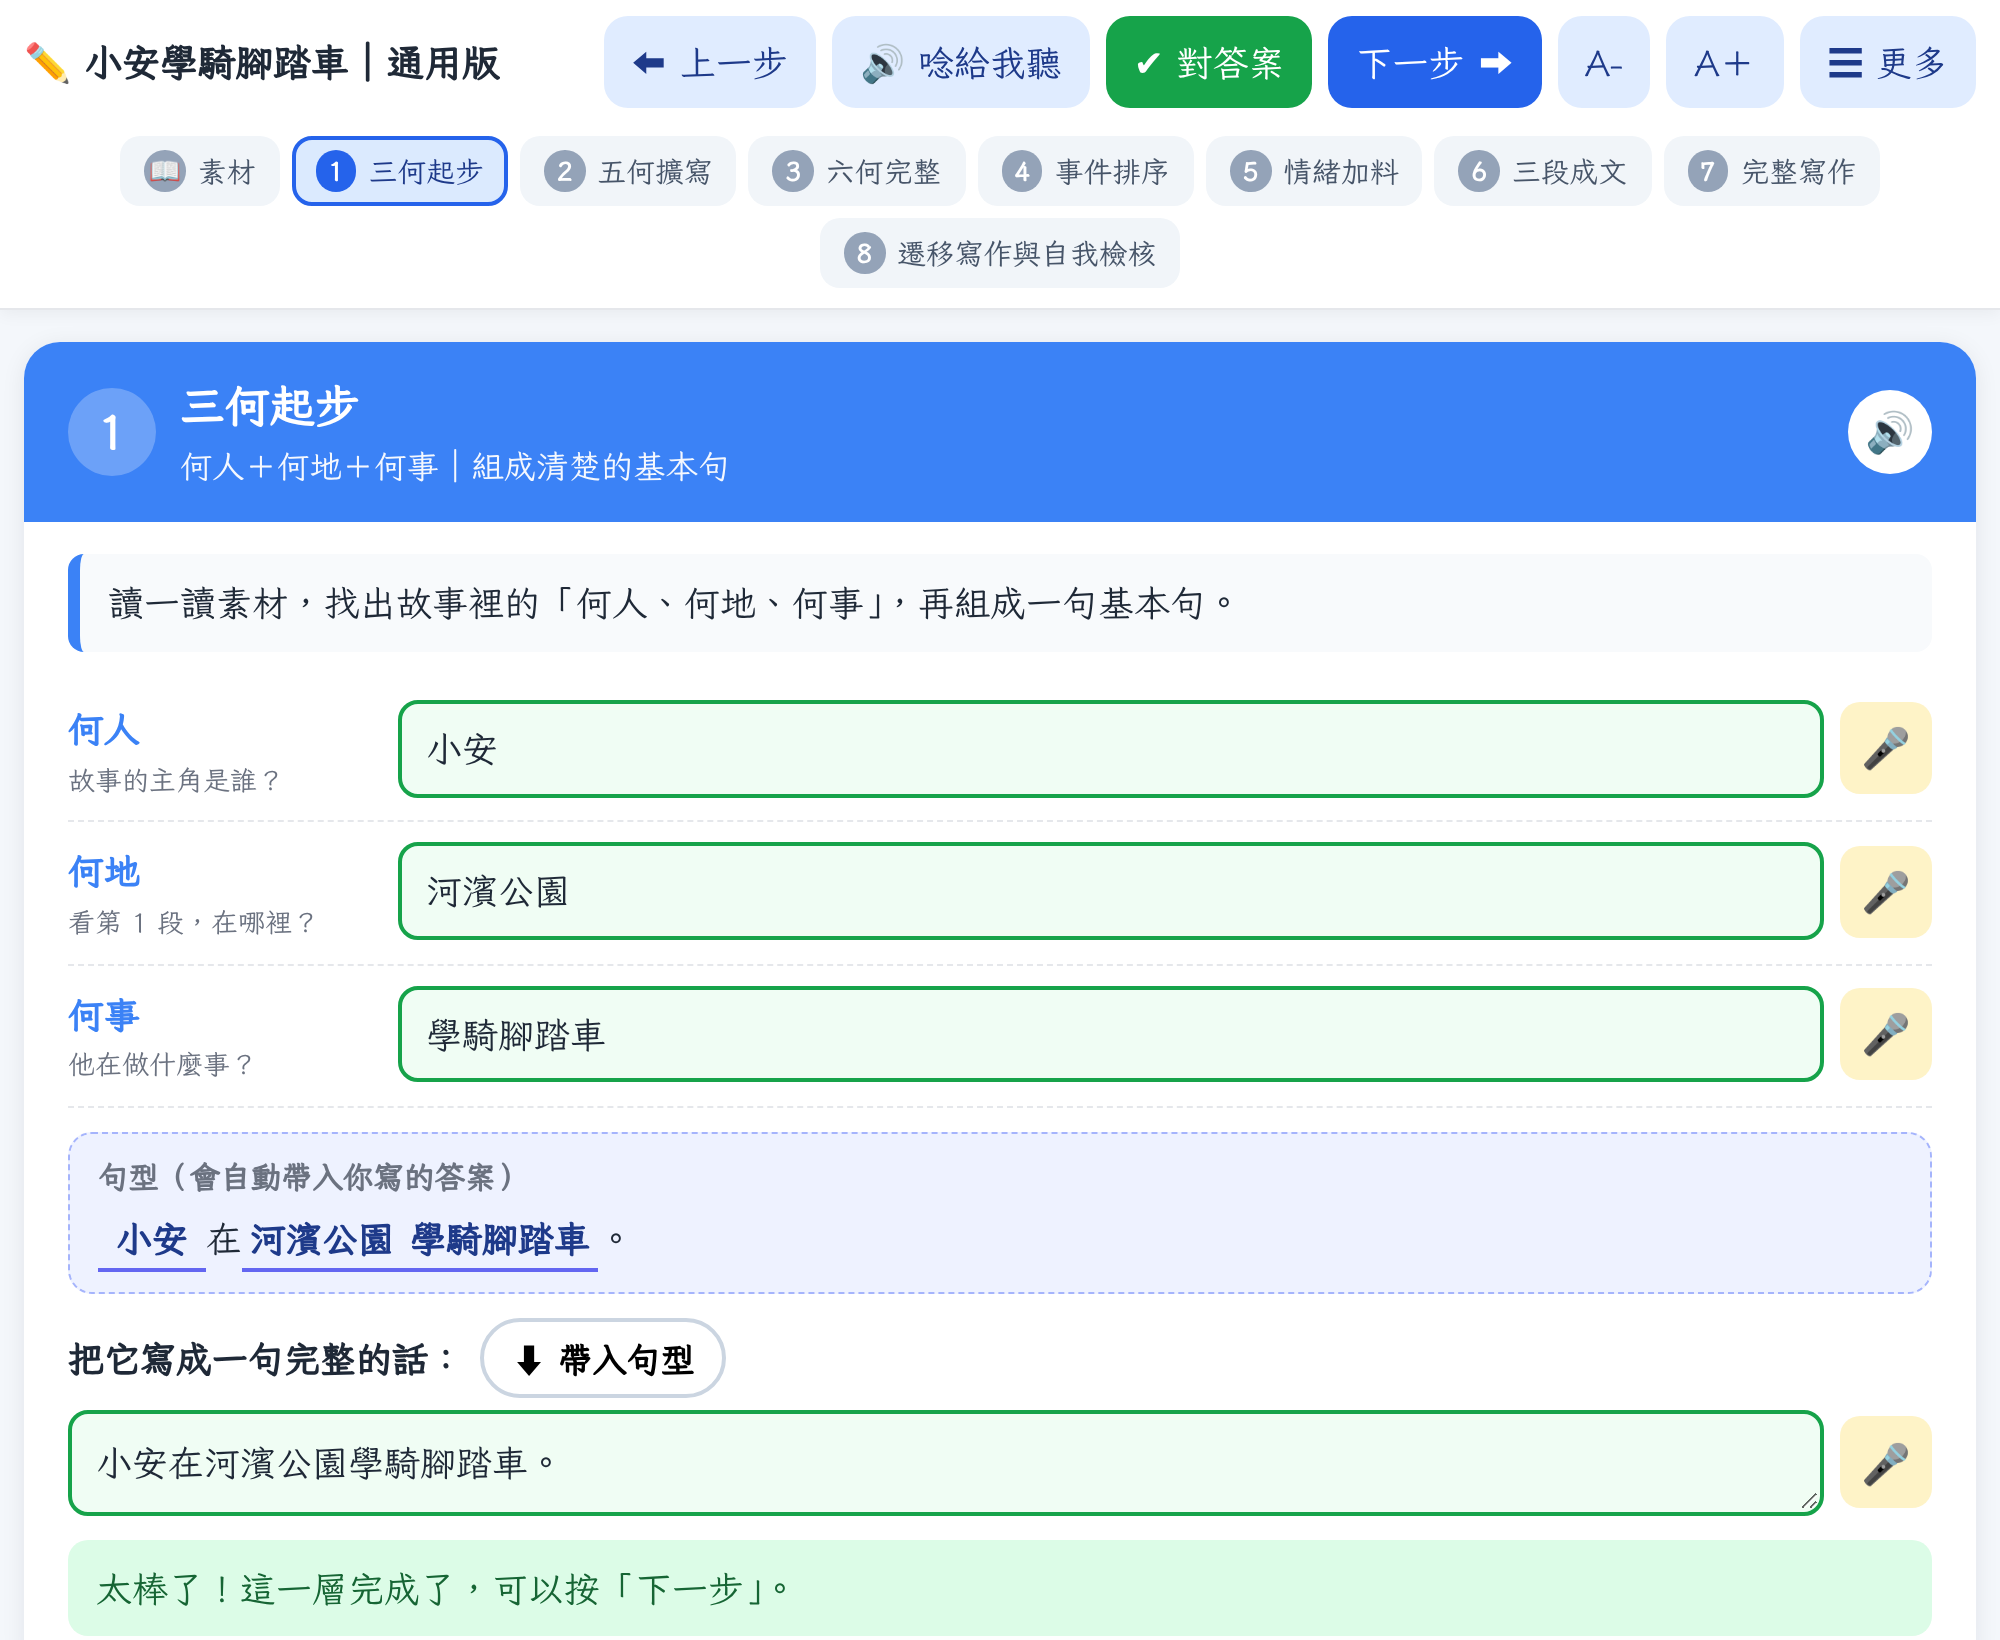 小安學騎腳踏車｜通用版
上一步
唸給我聽
✔ 對答案
下一步
A-
A+
☰ 更多
素材
1 三何起步
2 五何擴寫
3 六何完整
4 事件排序
5 情緒加料
6 三段成文
7 完整寫作
8 遷移寫作與自我檢核
1
三何起步
何人＋何地＋何事｜組成清楚的基本句
讀一讀素材，找出故事裡的「何人、何地、何事」，再組成一句基本句。
何人
故事的主角是誰？
小安
何地
看第 1 段，在哪裡？
河濱公園
何事
他在做什麼事？
學騎腳踏車
句型（會自動帶入你寫的答案）
小安 在 河濱公園 學騎腳踏車 。
把它寫成一句完整的話：
帶入句型
小安在河濱公園學騎腳踏車。
太棒了！這一層完成了，可以按「下一步」。